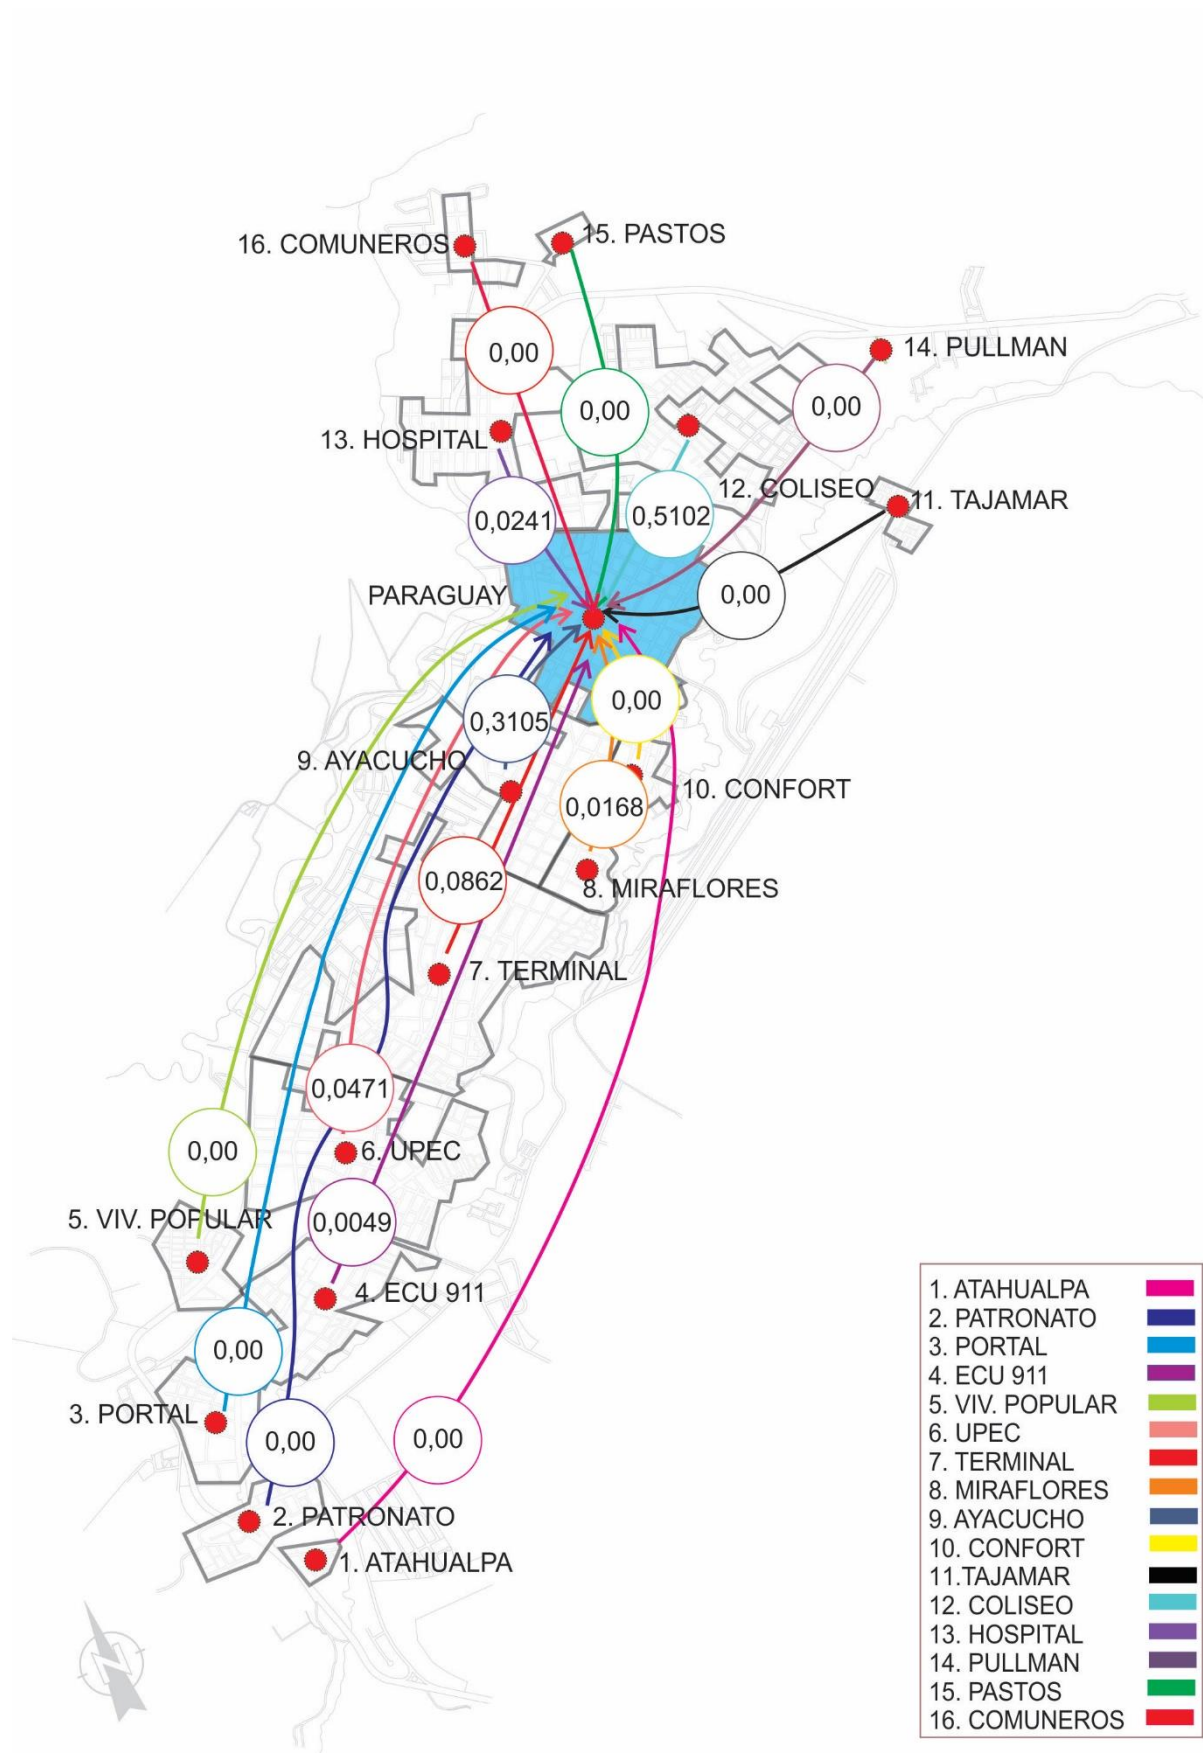 16. COMUNEROS
15. PASTOS
14. PULLMAN
0,00
0,00
0,00
13. HOSPITAL
12. COLISEO
11. TAJAMAR
0,0241
0,5102
PARAGUAY
0,00
0,00
0,3105
9. AYACUCHO
10. CONFORT
0,0168
0,0862
8. MIRAFLORES
7. TERMINAL
0,0471
6. UPEC
0,00
5. VIV. POPULAR
0,0049
4. ECU 911
0,00
3. PORTAL
0,00
0,00
2. PATRONATO
1. ATAHUALPA
1. ATAHUALPA
2. PATRONATO
3. PORTAL
4. ECU 911
5. VIV. POPULAR
6. UPEC
7. TERMINAL
8. MIRAFLORES
9. AYACUCHO
10. CONFORT
11.TAJAMAR
12. COLISEO
13. HOSPITAL
14. PULLMAN
15. PASTOS
16. COMUNEROS